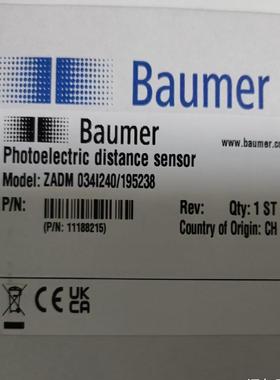 Baumer
Baumer
www.baumer.c
Photoelectric distance sensor
Model: ZADM 034I240/195238
P/N:
(P/N: 11188215)
Rev:
Qty: 1 ST
Country of Origin: CH
CE
UK
CA